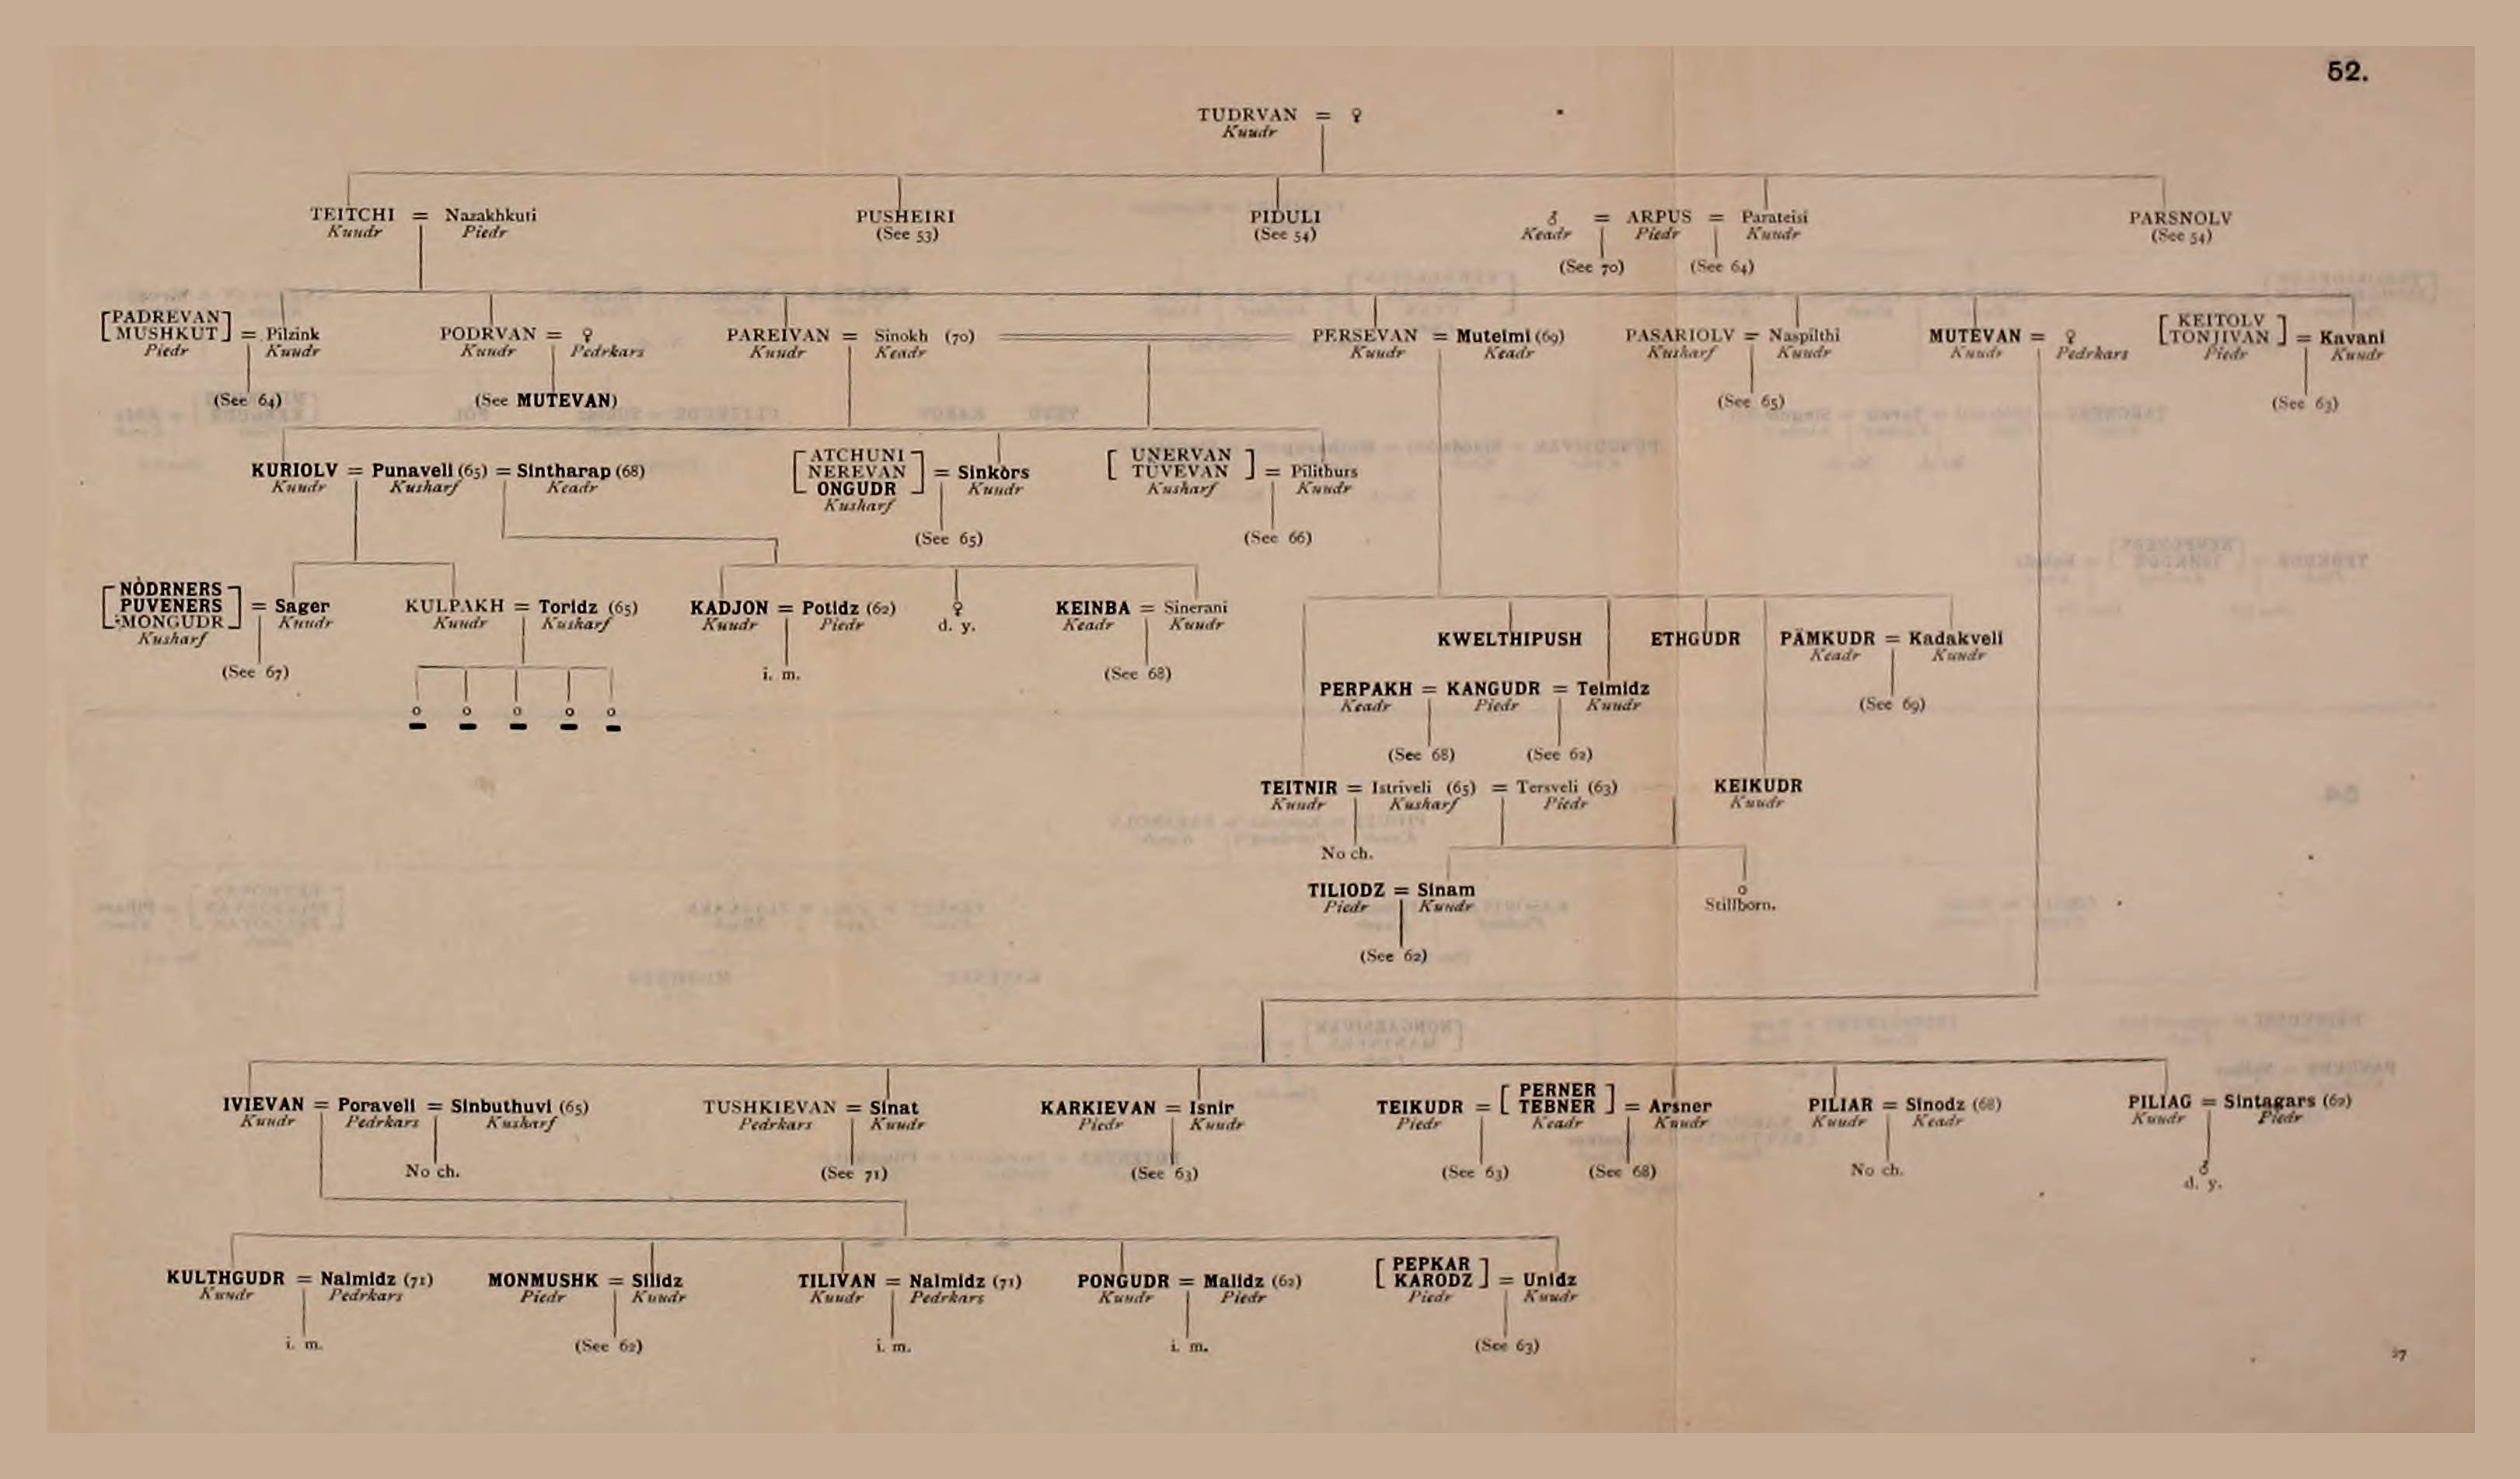 52.
TUDRVAN = ♀
Kuudr
TEITCHI = Nazakhkuti PUSHEIRI PIDULI ♂ = ARPUS = Parateisi PARSNOLV
Kuudr Piedr (See 53) (See 54) Keadr Piedr Kuudr (See 54)
(See 70) (See 64)
[PADREVAN MUSHKUT] = Pilzink PODRVAN = ♀ PAREIVAN = Sinokh (70) PERSEVAN = Muteimi (69) PASARIOLV = Naspilthi MUTEVAN = ♀ [KEITOLV TONJIVAN] = Kavani
Piedr Kuudr Kuudr Pedrkars Kuudr Keadr Kuudr Keadr Kusharf Kuudr Kuudr Pedrkars Piedr Kuudr
(See 64) (See MUTEVAN) (See 65) (See 63)
KURIOLV = Punaveli (65) = Sintharap (68) [ATCHUNI NEREVAN ONGUDR] = Sinkòrs [UNERVAN TUVEVAN] = Pilithurs
Kuudr Kusharf Keadr Kusharf Kuudr Kusharf Kuudr
(See 65) (See 66)
[NÒDRNERS PUVENERS MONGUDR] = Sager KULPAKH = Toridz (65) KADJON = Potidz (62) ♀ KEINBA = Sinerani
Kusharf Kuudr Kuudr Kusharf Kuudr Piedr d. y. Keadr Kuudr
KWELTHIPUSH ETHGUDR PÄMKUDR = Kadakveli
Keadr Kuudr
(See 67) i. m. (See 68)
PERPAKH = KANGUDR = Teimidz
Keadr Piedr Kuudr (See 69)
o o o o o
(See 68) (See 62)
TEITNIR = Istriveli (65) = Tersveli (63) KEIKUDR
Kuudr Kusharf Piedr Kuudr
No ch.
TILIODZ = Sinam o
Piedr Kuudr Stillborn.
(See 62)
IVIEVAN = Poraveli = Sinbuthuvi (65) TUSHKIEVAN = Sinat KARKIEVAN = Isnir TEIKUDR = [PERNER TEBNER] = Arsner PILIAR = Sinodz (68) PILIAG = Sintagars (62)
Kuudr Pedrkars Kusharf Pedrkars Kuudr Piedr Kuudr Piedr Keadr Kuudr Kuudr Keadr Kuudr Piedr
No ch. (See 71) (See 63) (See 63) (See 68) No ch. ♂
d. y.
KULTHGUDR = Nalmidz (71) MONMUSHK = Silidz TILIVAN = Nalmidz (71) PONGUDR = Malidz (62) [PEPKAR KARODZ] = Unidz
Kuudr Pedrkars Piedr Kuudr Kuudr Pedrkars Kuudr Piedr Piedr Kuudr
i. m. (See 62) i. m. i. m. (See 63)
27